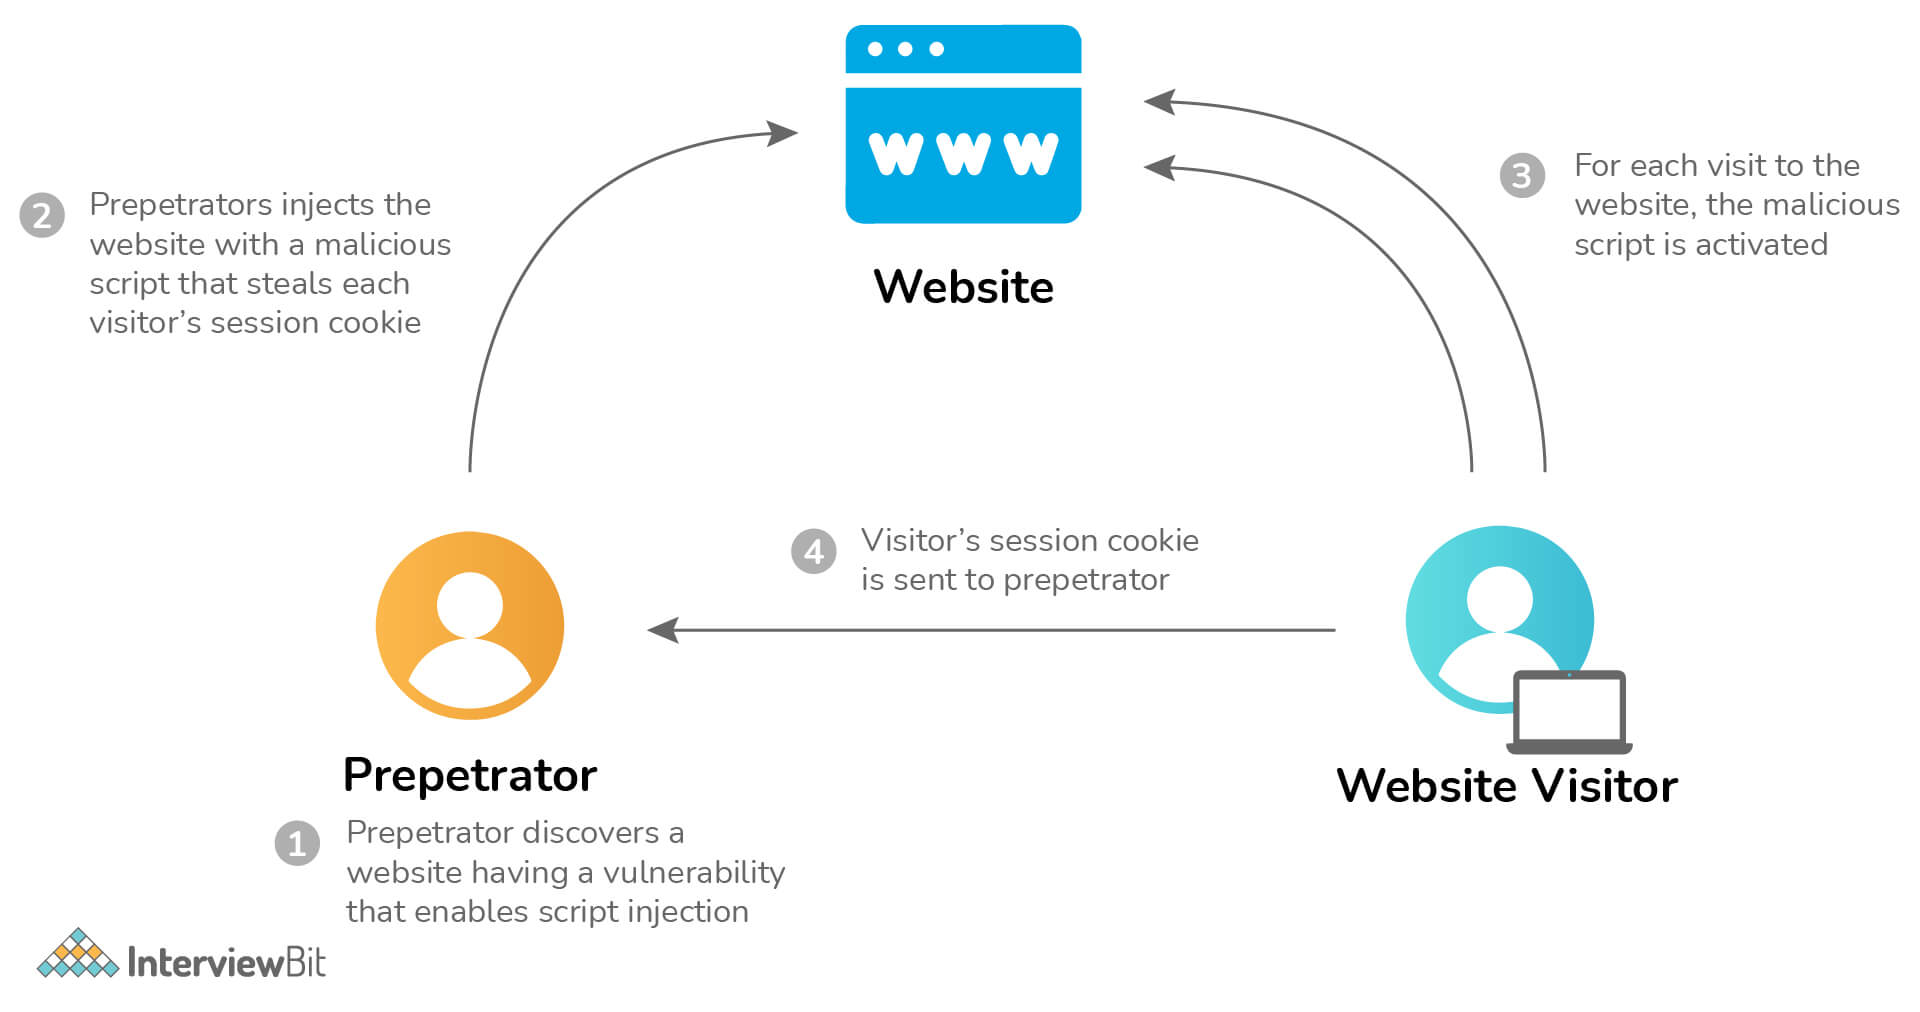 www
Website
2
Prepetrators injects the
website with a malicious
script that steals each
visitor’s session cookie
3
For each visit to the
website, the malicious
script is activated
4
Visitor’s session cookie
is sent to prepetrator
Prepetrator
1
Prepetrator discovers a
website having a vulnerability
that enables script injection
Website Visitor
InterviewBit